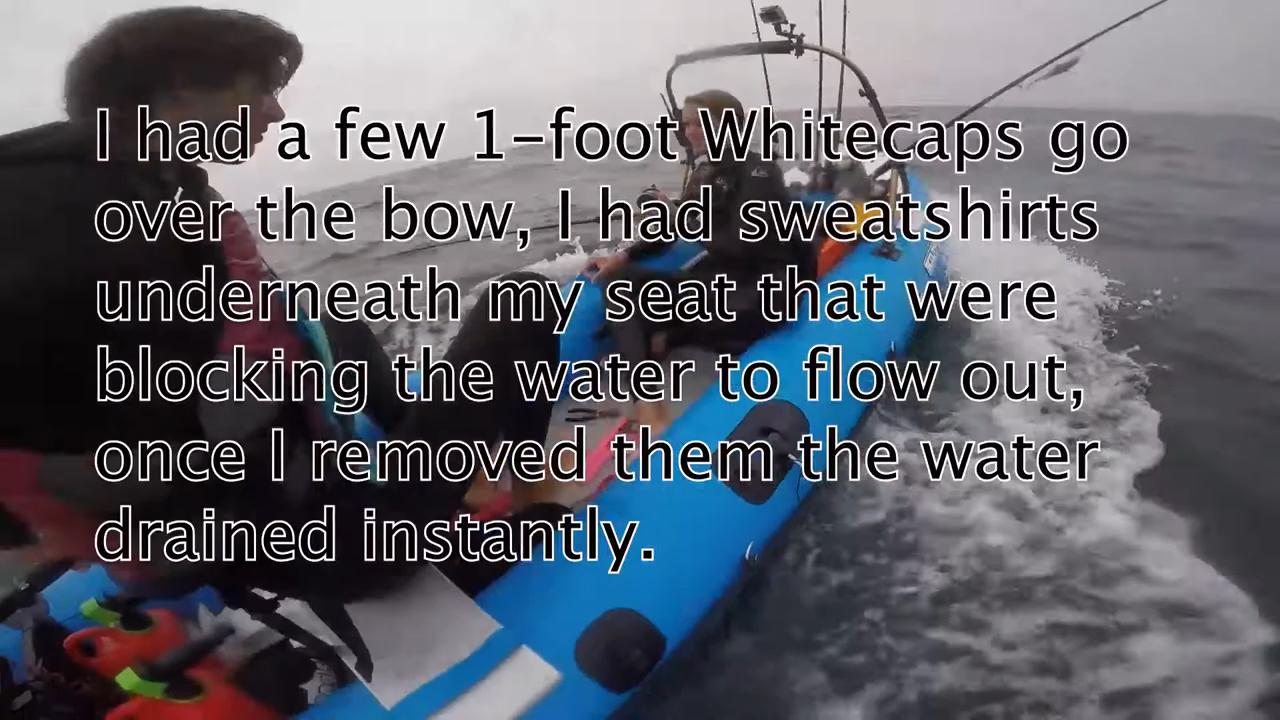 I had a few 1-foot Whitecaps go
over the bow, I had sweatshirts
underneath my seat that were
blocking the water to flow out,
once I removed them the water
drained instantly.